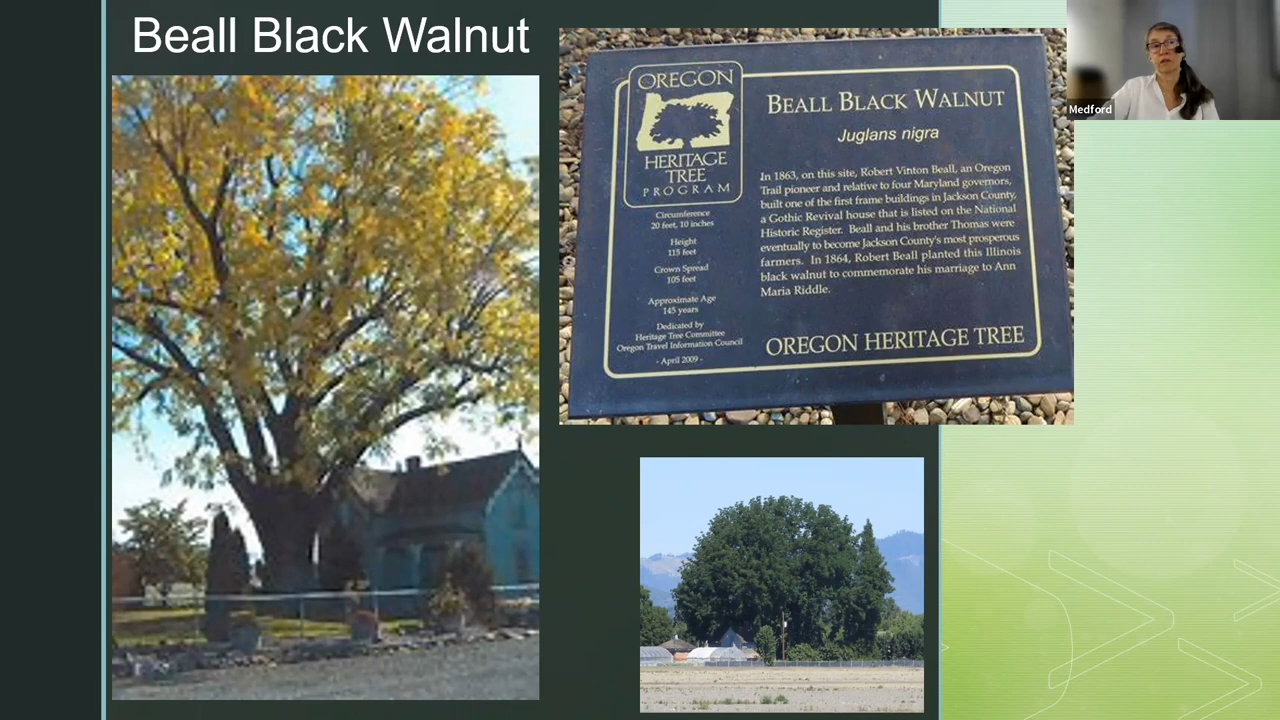 Beall Black Walnut
OREGON
HERITAGE
TREE
PROGRAM
Circumference
20 feet, 10 inches
Height
115 feet
Crown Spread
105 feet
Approximate Age
145 years
Dedicated by
Heritage Tree Committee
Oregon Travel Information Council
- April 2009 -
BEALL BLACK WALNUT
Juglans nigra
In 1863, on this site, Robert Vinton Beall, an Oregon
Trail pioneer and relative to four Maryland governors,
built one of the first frame buildings in Jackson County,
a Gothic Revival house that is listed on the National
Historic Register. Beall and his brother Thomas were
eventually to become Jackson County's most prosperous
farmers. In 1864, Robert Beall planted this Illinois
black walnut to commemorate his marriage to Ann
Maria Riddle.
OREGON HERITAGE TREE
Medford